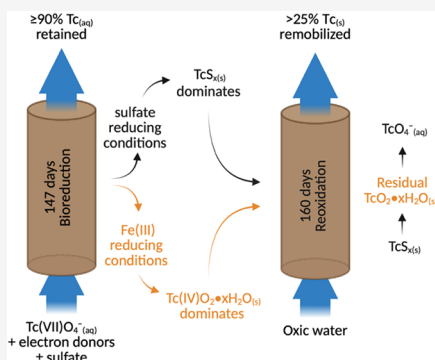 ≥90% Tc(aq)
retained
>25% Tc(s)
remobilized
TcSx(s)
dominates
sulfate
reducing
conditions
147 days
Bioreduction
Fe(III)
reducing
conditions
Tc(IV)O₂•xH₂O(s)
dominates
160 days
Reoxidation
TcO₄⁻(aq)
Residual
TcO₂•xH₂O(s
TcSx(s)
Tc(VII)O₄⁻(aq)
+ electron donors
+ sulfate
Oxic water